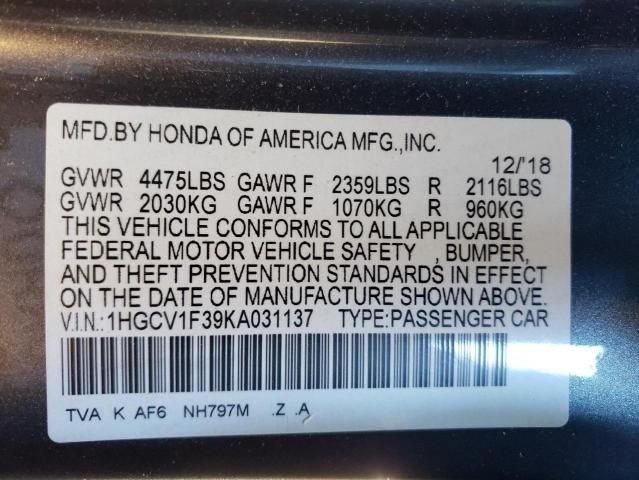 MFD.BY HONDA OF AMERICA MFG.,INC.
12/'18
GVWR 4475LBS GAWR F 2359LBS R 2116LBS
GVWR 2030KG GAWR F 1070KG R 960KG
THIS VEHICLE CONFORMS TO ALL APPLICABLE
FEDERAL MOTOR VEHICLE SAFETY , BUMPER,
AND THEFT PREVENTION STANDARDS IN EFFECT
ON THE DATE OF MANUFACTURE SHOWN ABOVE.
V.I.N.:1HGCV1F39KA031137 TYPE:PASSENGER CAR
TVA K AF6 NH797M .Z .A